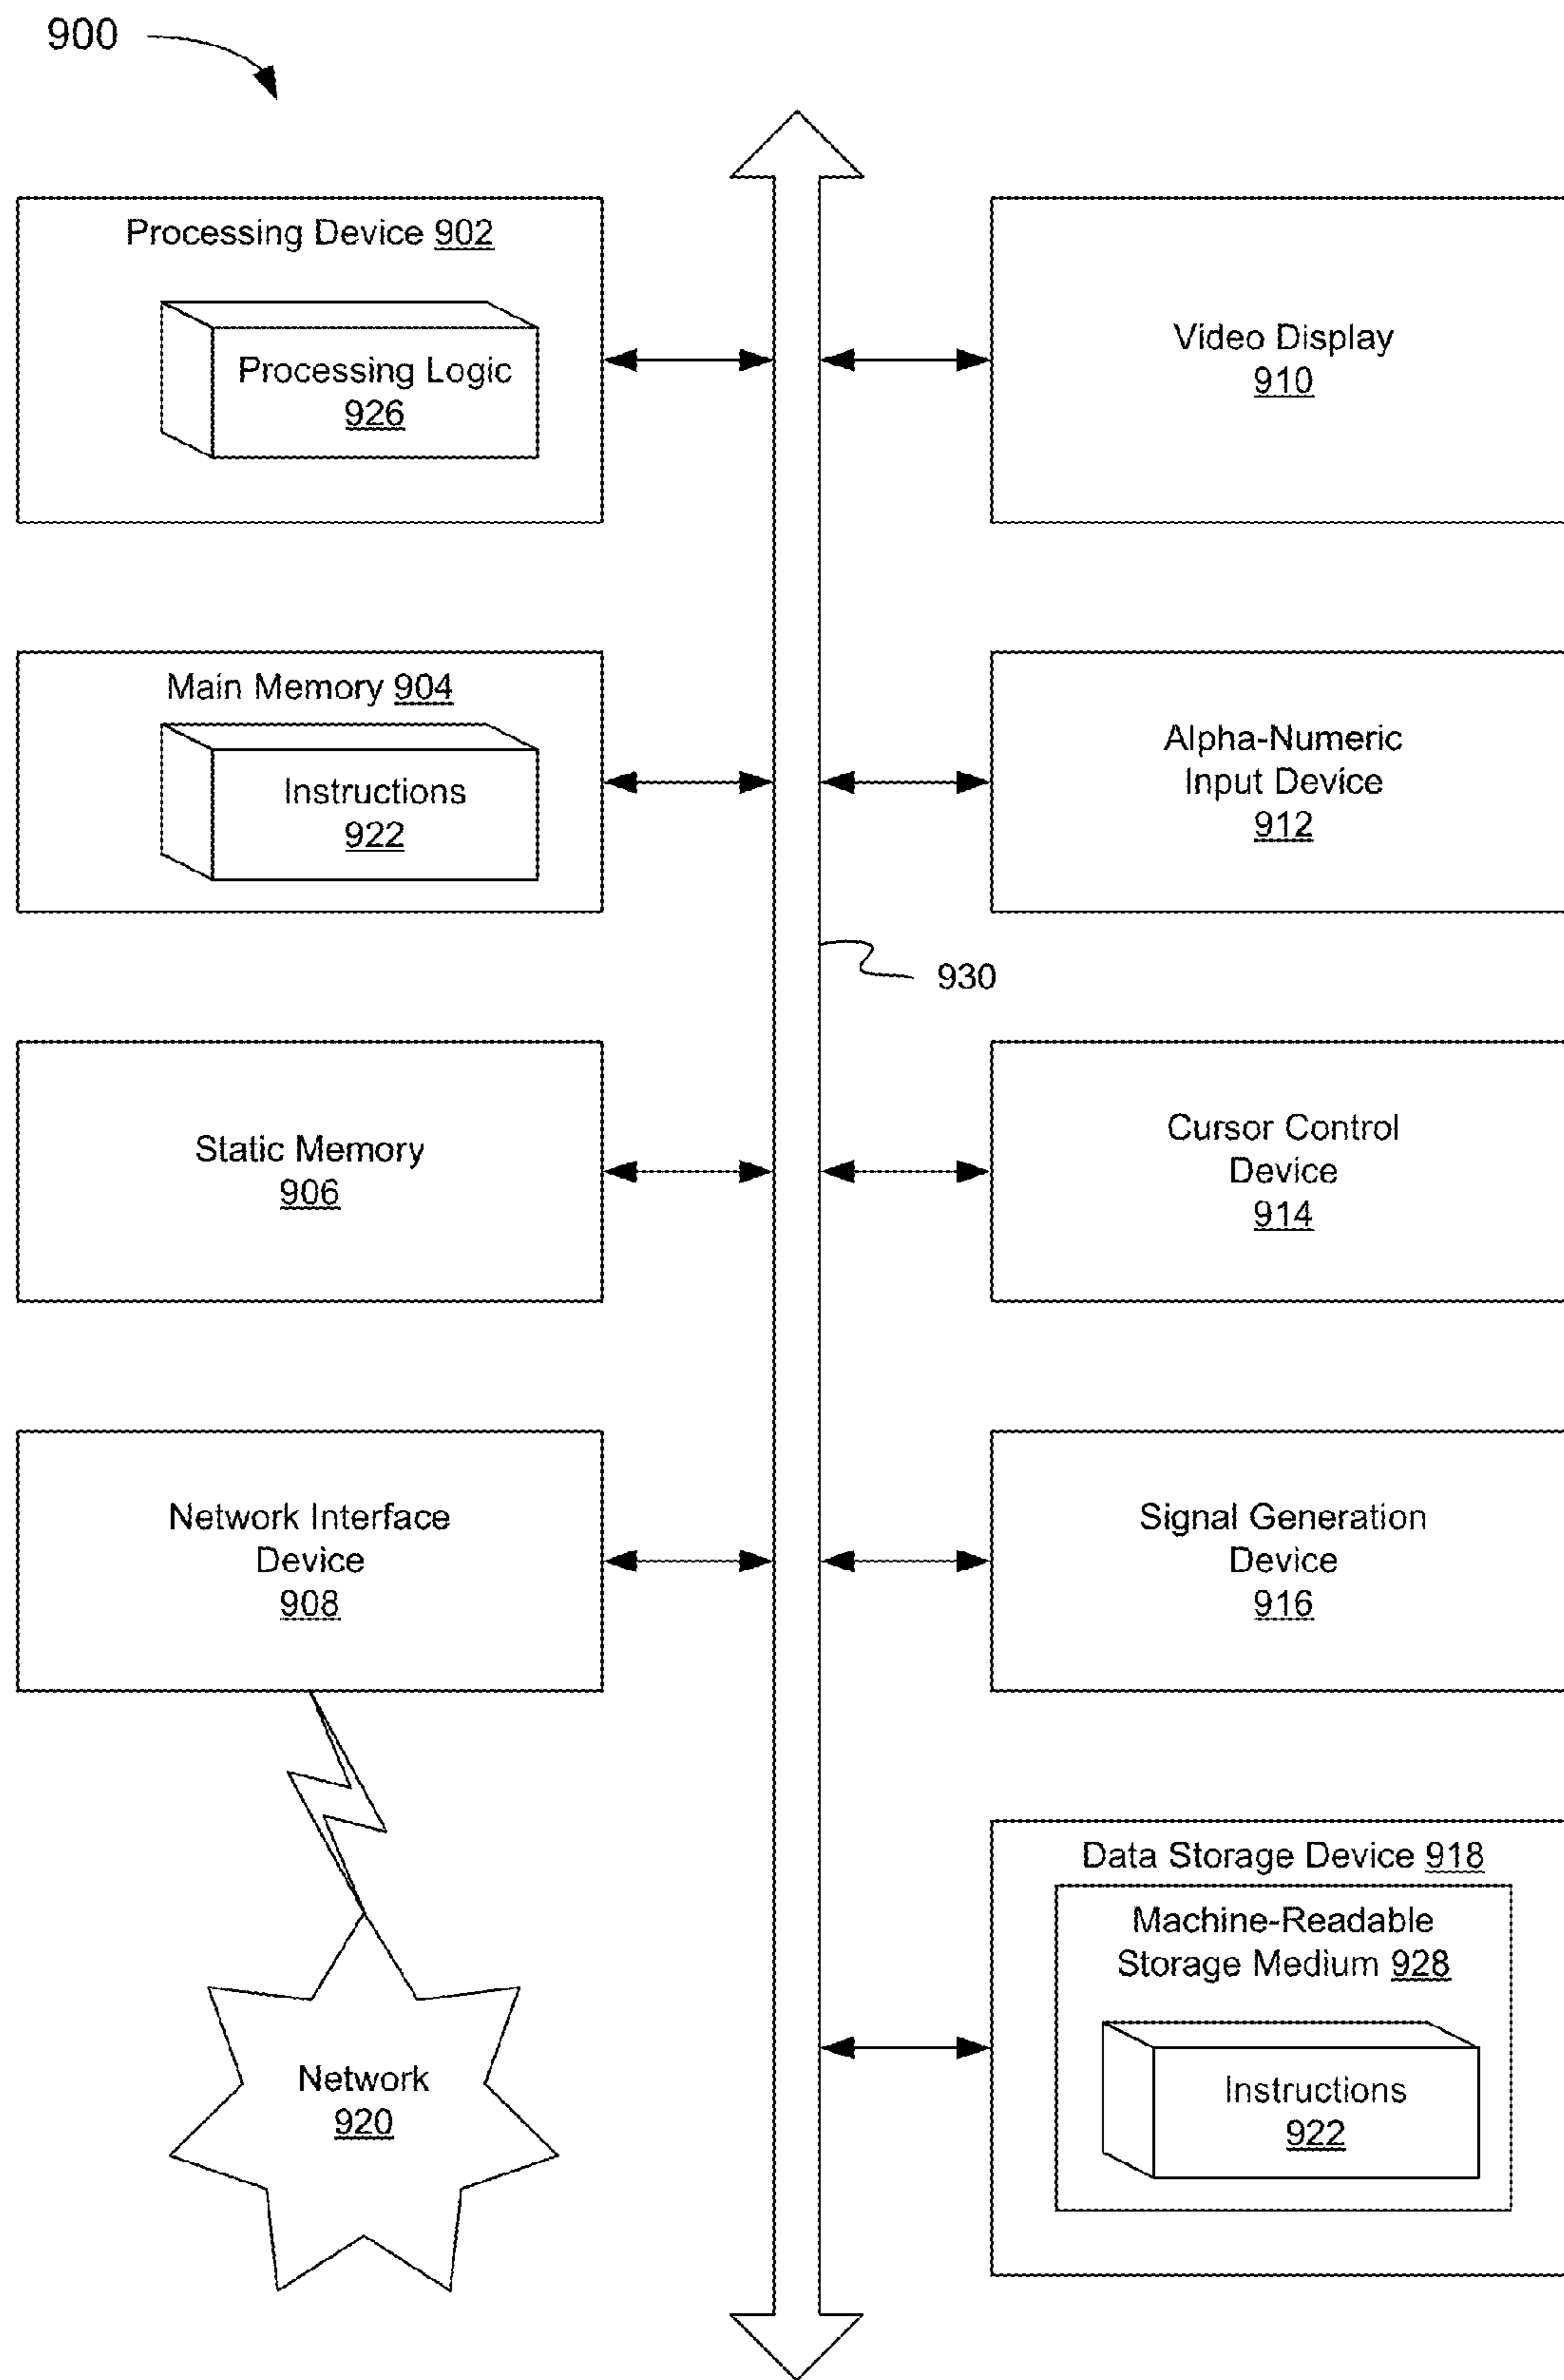 900
Processing Device 902
Processing Logic
926
Video Display
910
Main Memory 904
Instructions
922
Alpha-Numeric
Input Device
912
930
Static Memory
906
Cursor Control
Device
914
Network Interface
Device
908
Signal Generation
Device
916
Data Storage Device 918
Machine-Readable
Storage Medium 928
Instructions
922
Network
920